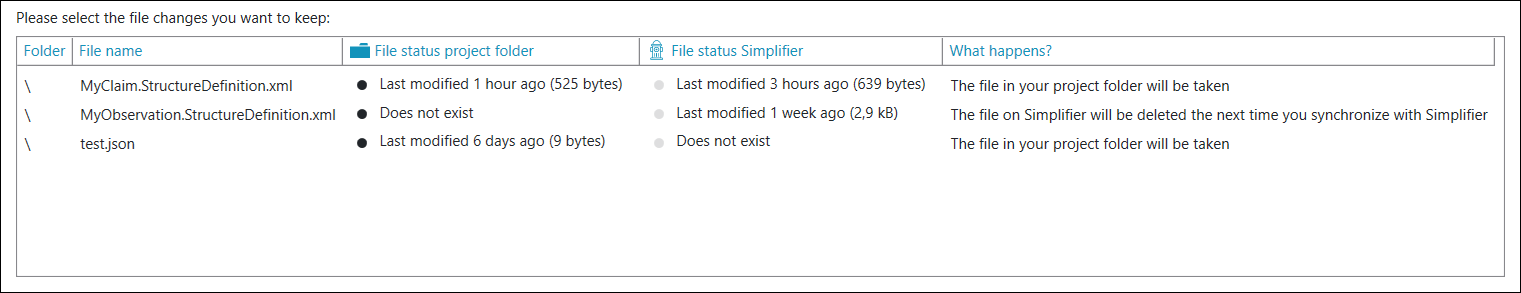 Please select the file changes you want to keep:
Folder File name File status project folder File status Simplifier What happens?
\ MyClaim.StructureDefinition.xml Last modified 1 hour ago (525 bytes) Last modified 3 hours ago (639 bytes) The file in your project folder will be taken
\ MyObservation.StructureDefinition.xml Does not exist Last modified 1 week ago (2,9 kB) The file on Simplifier will be deleted the next time you synchronize with Simplifier
\ test.json Last modified 6 days ago (9 bytes) Does not exist The file in your project folder will be taken